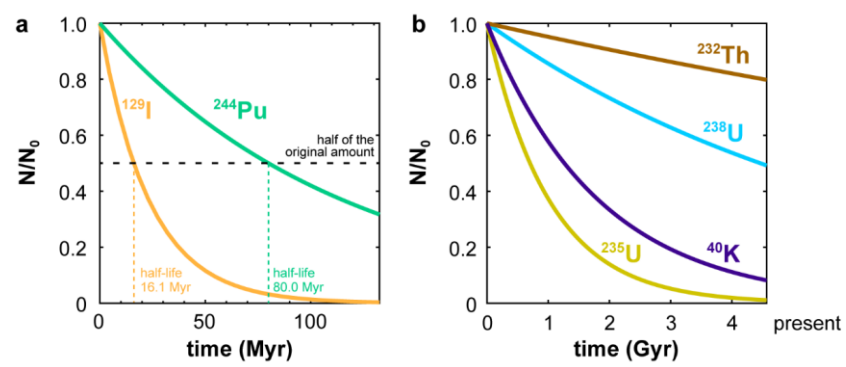 a
1.0
0.8
0.6
0.4
0.2
0
N/N₀
¹²⁹I
²⁴⁴Pu
half of the
original amount
half-life
16.1 Myr
half-life
80.0 Myr
0
50
100
time (Myr)
b
1.0
0.8
0.6
0.4
0.2
0
N/N₀
²³²Th
²³⁸U
²³⁵U
⁴⁰K
0
1
2
3
4
present
time (Gyr)